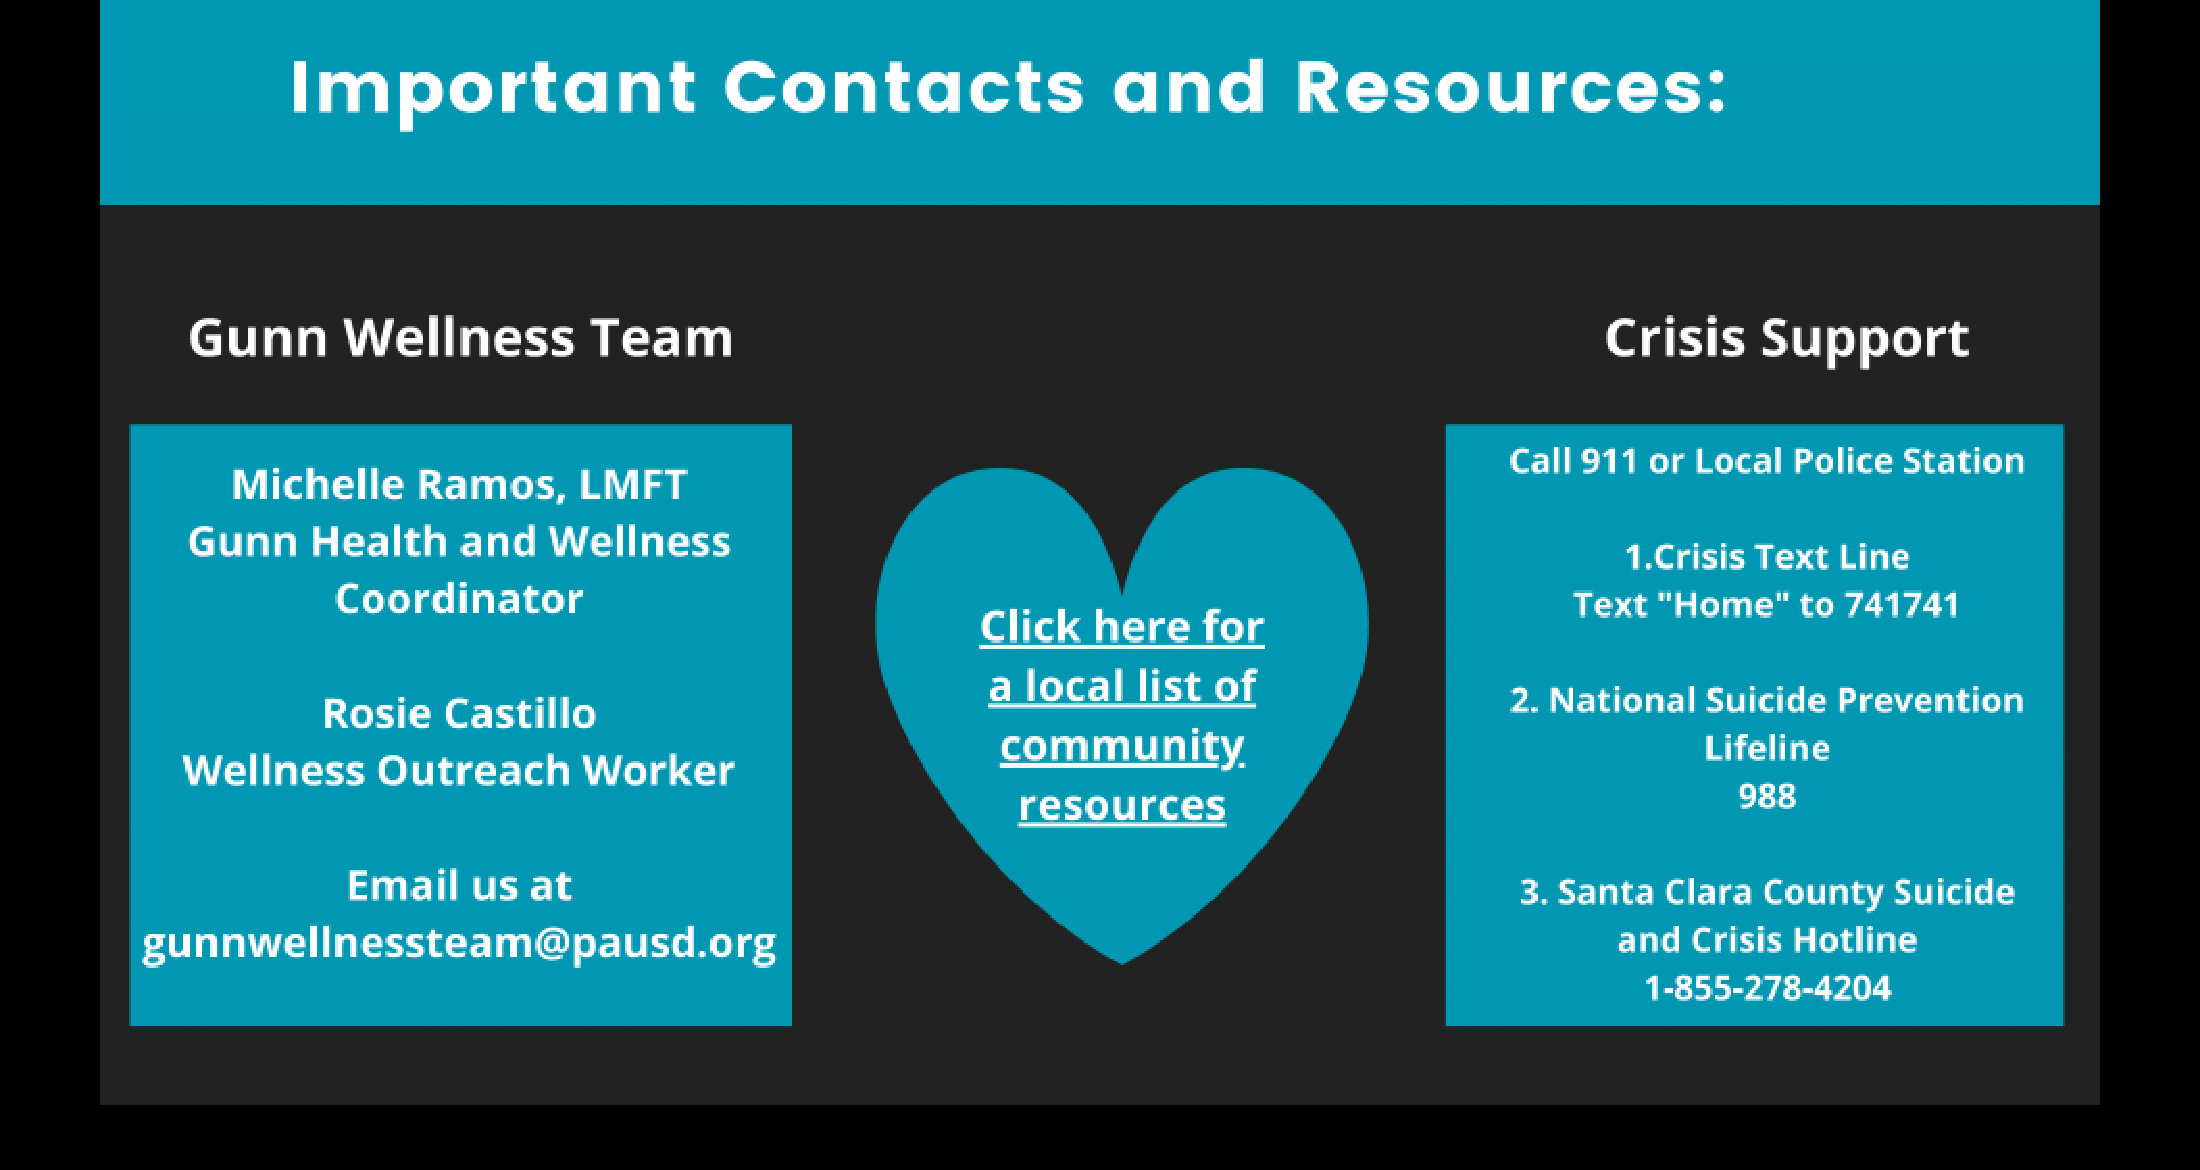 Important Contacts and Resources:
Gunn Wellness Team
Michelle Ramos, LMFT
Gunn Health and Wellness
Coordinator
Rosie Castillo
Wellness Outreach Worker
Email us at
gunnwellnessteam@pausd.org
Click here for
a local list of
community
resources
Crisis Support
Call 911 or Local Police Station
1.Crisis Text Line
Text "Home" to 741741
2. National Suicide Prevention
Lifeline
988
3. Santa Clara County Suicide
and Crisis Hotline
1-855-278-4204